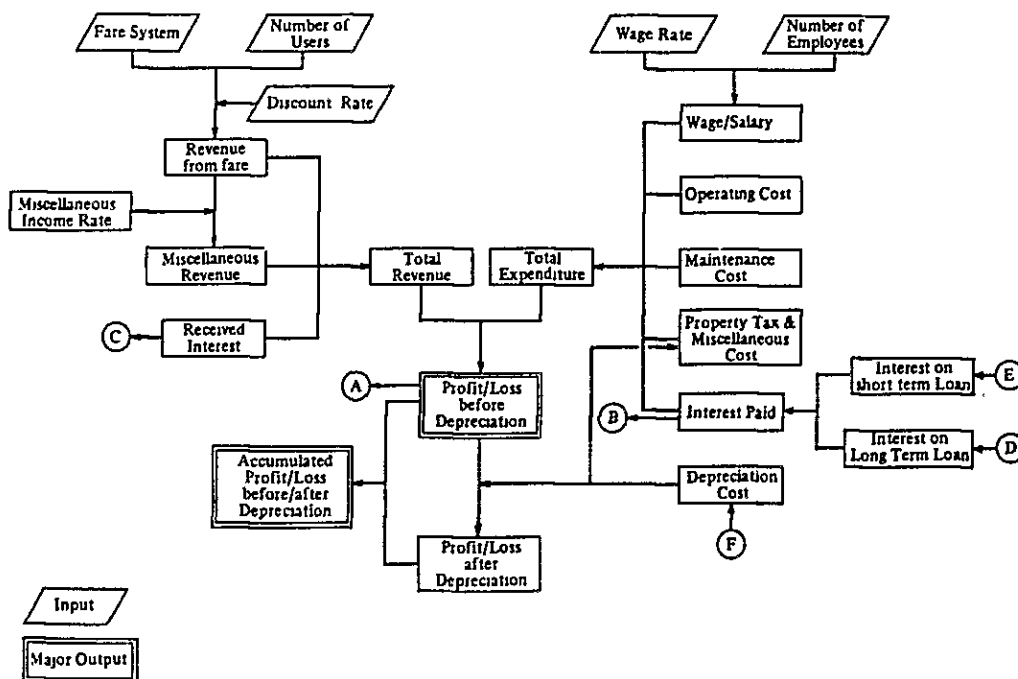 Fare System
Number of
Users
Wage Rate
Number of
Employees
Discount Rate
Wage/Salary
Revenue
from fare
Miscellaneous
Income Rate
Operating Cost
Miscellaneous
Revenue
Total
Revenue
Total
Expenditure
Maintenance
Cost
C
Received
Interest
Property Tax &
Miscellaneous
Cost
A
Profit/Loss
before
Depreciation
Interest on
short term Loan
E
B
Interest Paid
Interest on
Long Term Loan
D
Accumulated
Profit/Loss
before/after
Depreciation
Depreciation
Cost
F
Profit/Loss
after
Depreciation
Input
Major Output